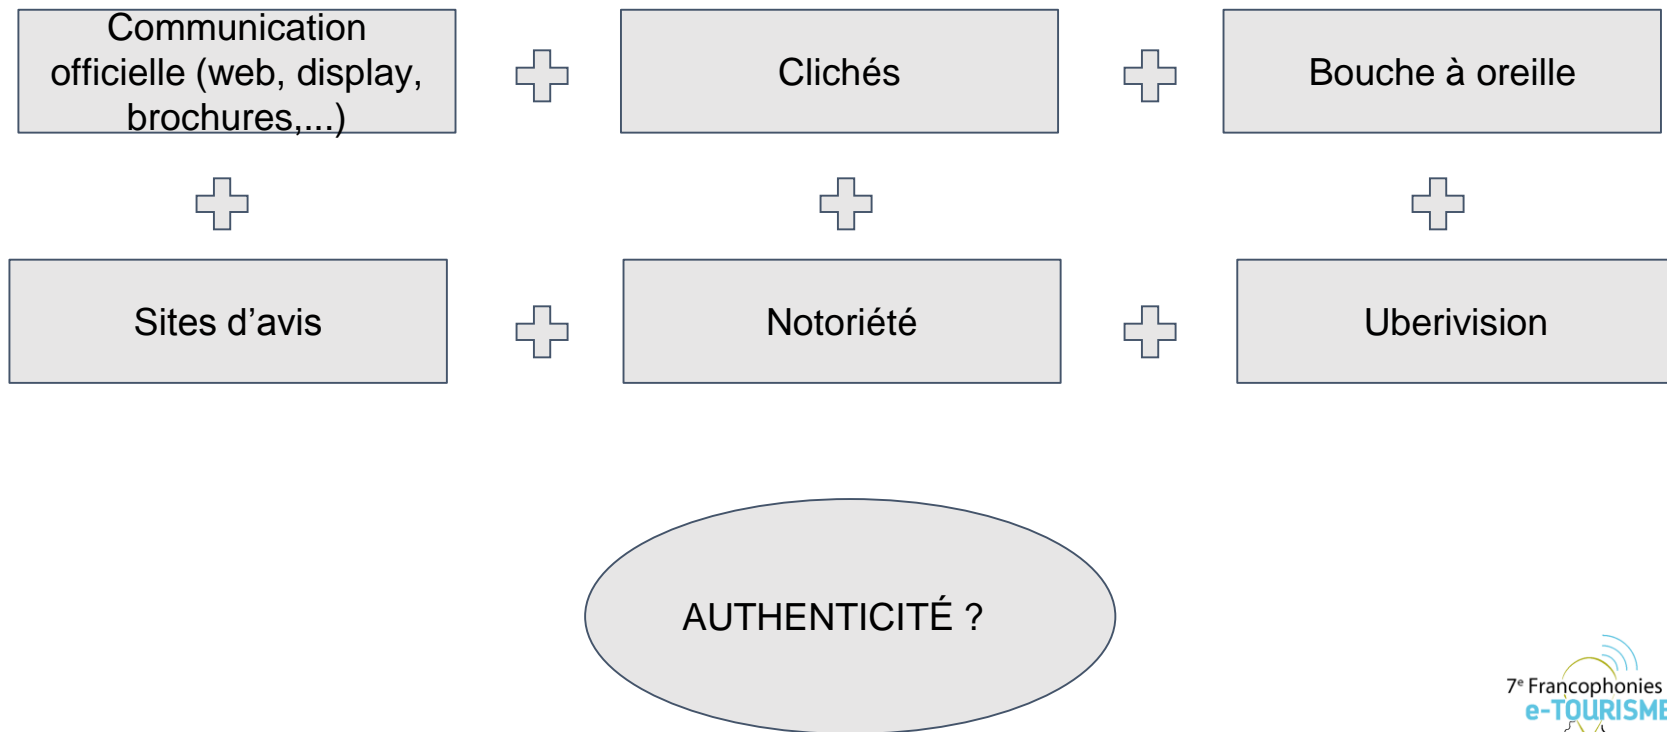 Communication
officielle (web, display,
brochures,...)
Clichés
Bouche à oreille
Sites d’avis
Notoriété
Uberivision
AUTHENTICITÉ ?
7e Francophonies
e-TOURISME